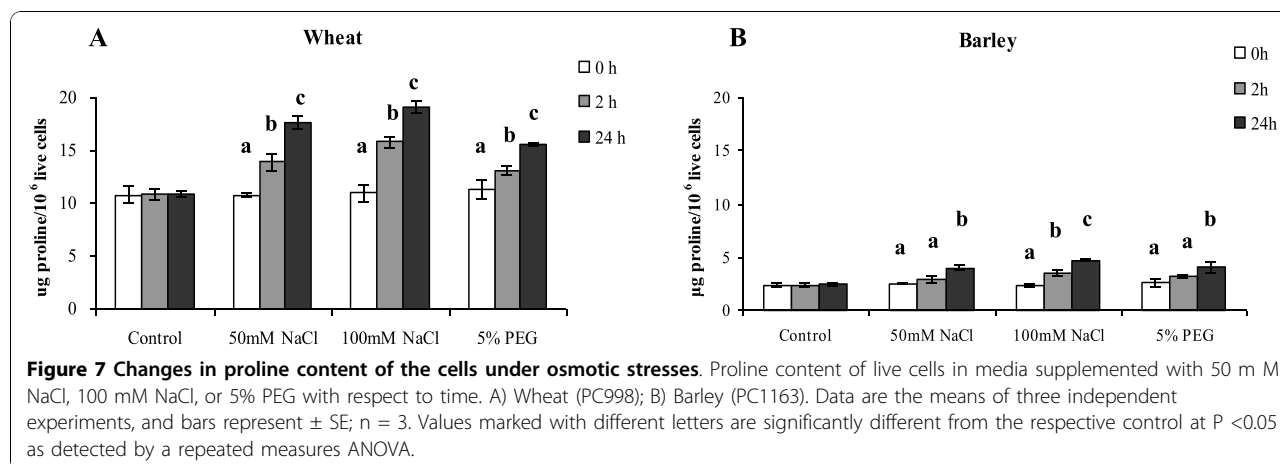 A
Wheat
0 h
2 h
24 h
ug proline/10 6 live cells
20
15
10
5
0
a
b
c
a
b
c
a
b
c
Control
50mM NaCl
100mM NaCl
5% PEG
B
Barley
0h
2h
24h
µg proline/10 6 live cells
20
15
10
5
0
a
a
b
a
b
c
a
a
b
Control
50mM NaCl
100mM NaCl
5% PEG
Figure 7 Changes in proline content of the cells under osmotic stresses. Proline content of live cells in media supplemented with 50 m M
NaCl, 100 mM NaCl, or 5% PEG with respect to time. A) Wheat (PC998); B) Barley (PC1163). Data are the means of three independent
experiments, and bars represent ± SE; n = 3. Values marked with different letters are significantly different from the respective control at P <0.05
as detected by a repeated measures ANOVA.